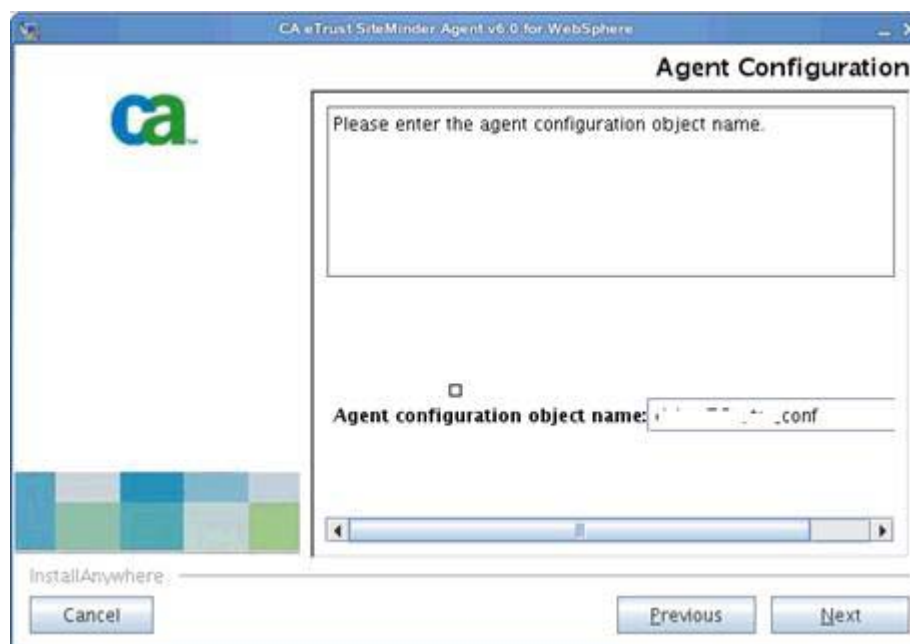 CA eTrust SiteMinder Agent v6.0 for WebSphere
Agent Configuration
ca
Please enter the agent configuration object name.
Agent configuration object name: _conf
InstallAnywhere
Cancel
Previous
Next